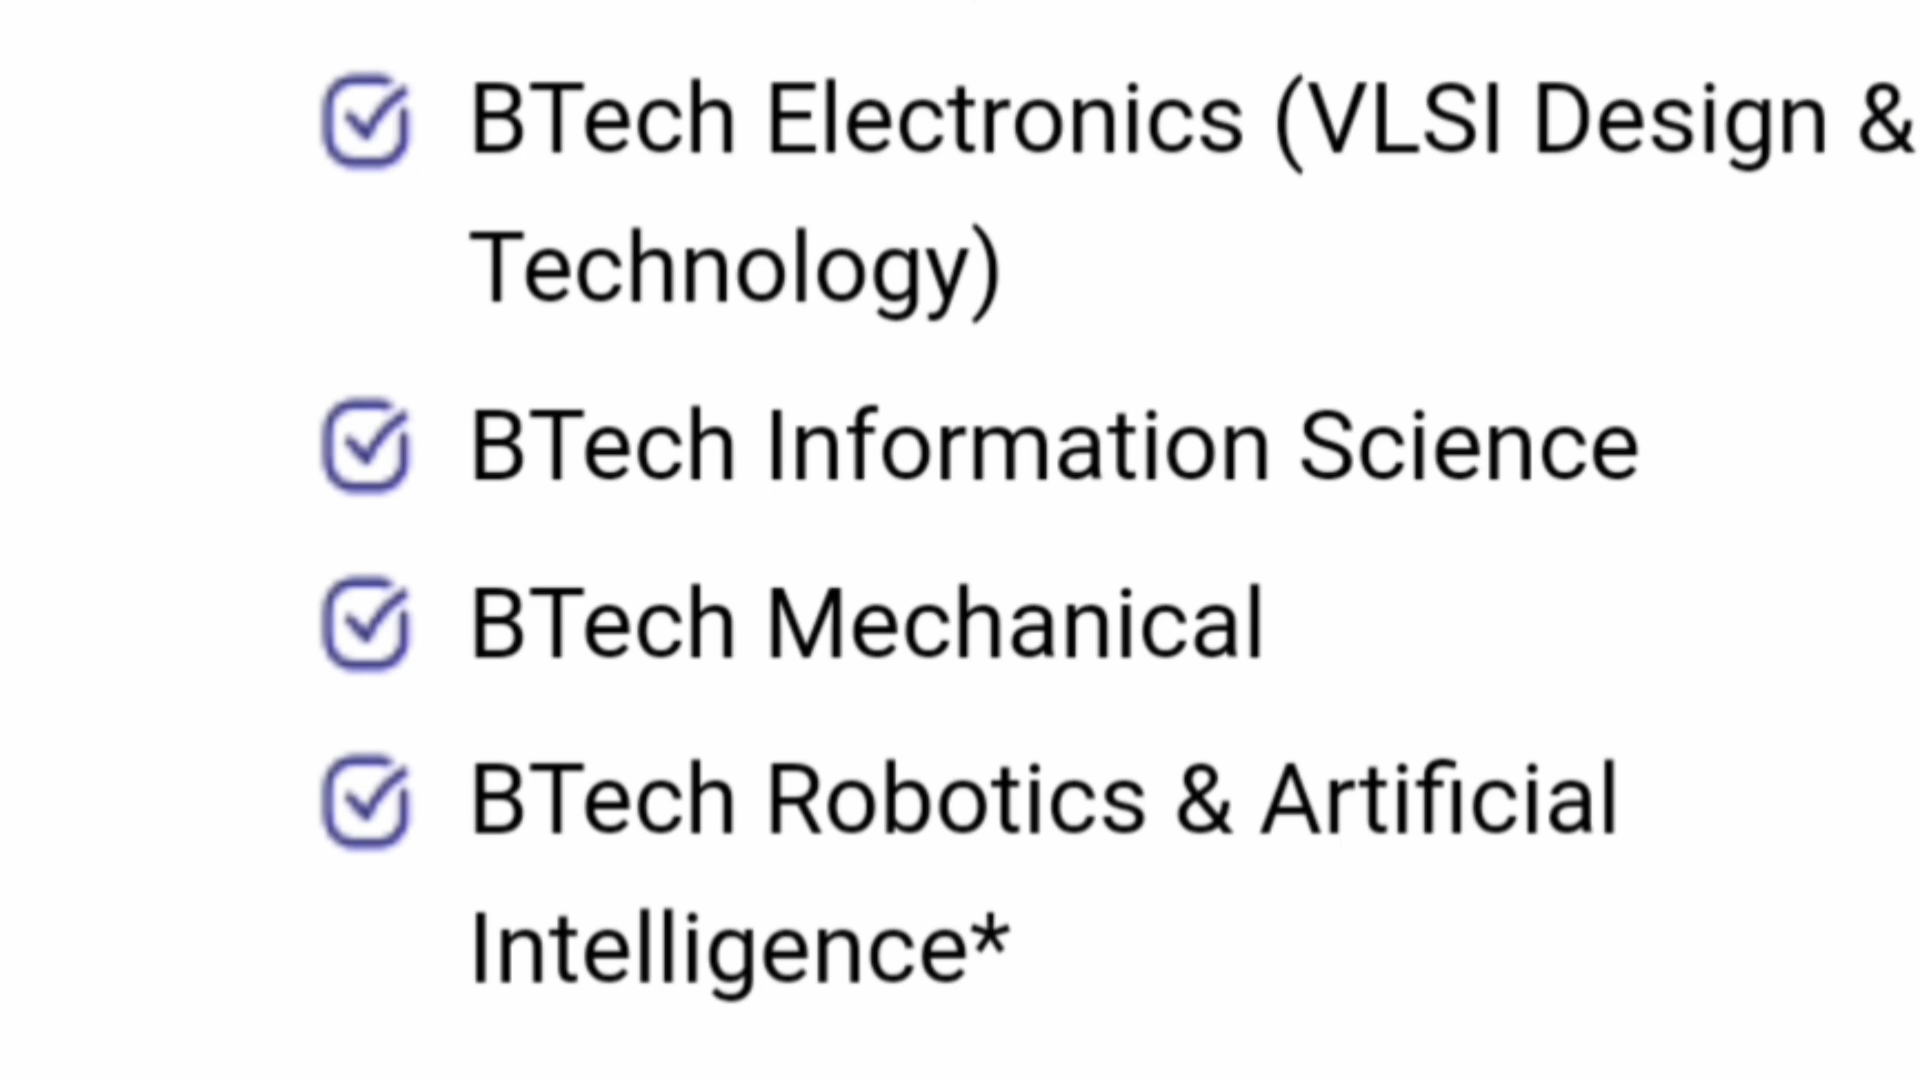 BTech Electronics (VLSI Design &
Technology)
BTech Information Science
BTech Mechanical
BTech Robotics & Artificial
Intelligence*